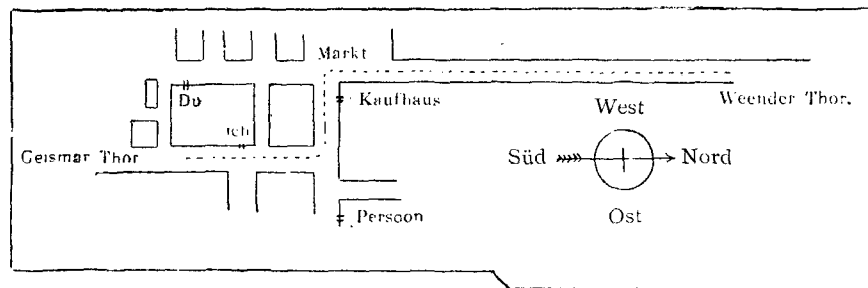 Markt
Du
Kaufhaus
Weender Thor.
West
ich
Geismar Thor
Süd
Nord
Persoon
Ost